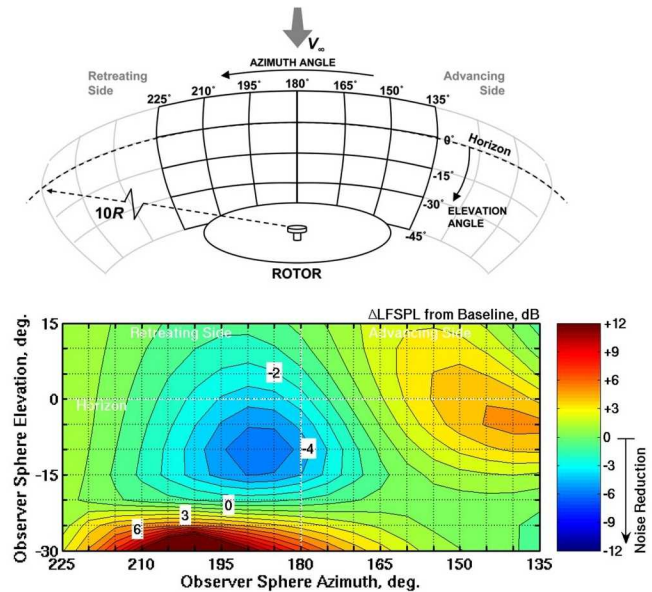 V∞
AZIMUTH ANGLE
Retreating Side
Advancing Side
225° 210° 195° 180° 165° 150° 135°
0°
Horizon
-15°
-30°
ELEVATION ANGLE
-45°
10R
ROTOR
ΔLFSPL from Baseline, dB
Retreating Side
Advancing Side
Horizon
-2
-4
0
3
6
15
0
-15
-30
Observer Sphere Elevation, deg.
225 210 195 180 165 150 135
Observer Sphere Azimuth, deg.
+12
+9
+6
+3
0
-3
-6
-9
-12
Noise Reduction